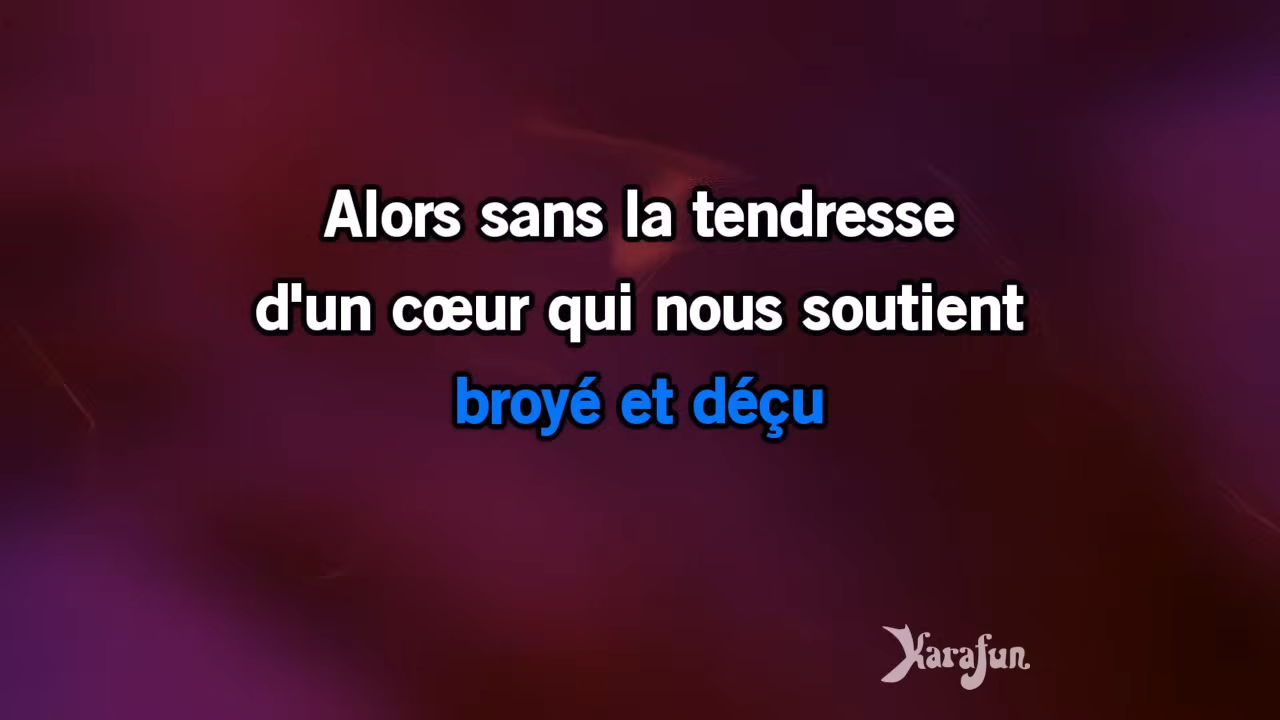 Alors sans la tendresse
d'un cœur qui nous soutient
broyé et déçu
Karafun